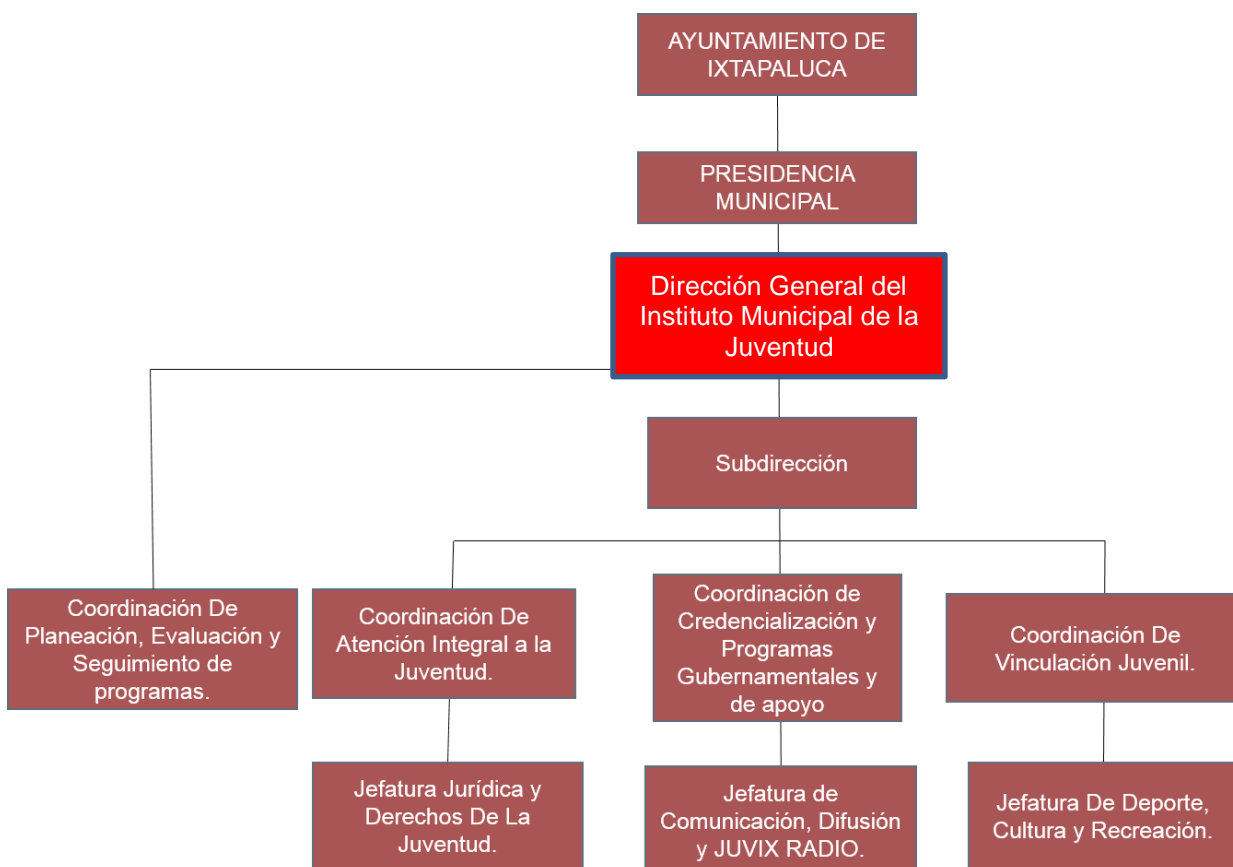 AYUNTAMIENTO DE
IXTAPALUCA
PRESIDENCIA
MUNICIPAL
Dirección General del
Instituto Municipal de la
Juventud
Subdirección
Coordinación De
Planeación, Evaluación y
Seguimiento de
programas.
Coordinación De
Atención Integral a la
Juventud.
Coordinación de
Credencialización y
Programas
Gubernamentales y
de apoyo
Coordinación De
Vinculación Juvenil.
Jefatura Jurídica y
Derechos De La
Juventud.
Jefatura de
Comunicación, Difusión
y JUVIX RADIO.
Jefatura De Deporte,
Cultura y Recreación.